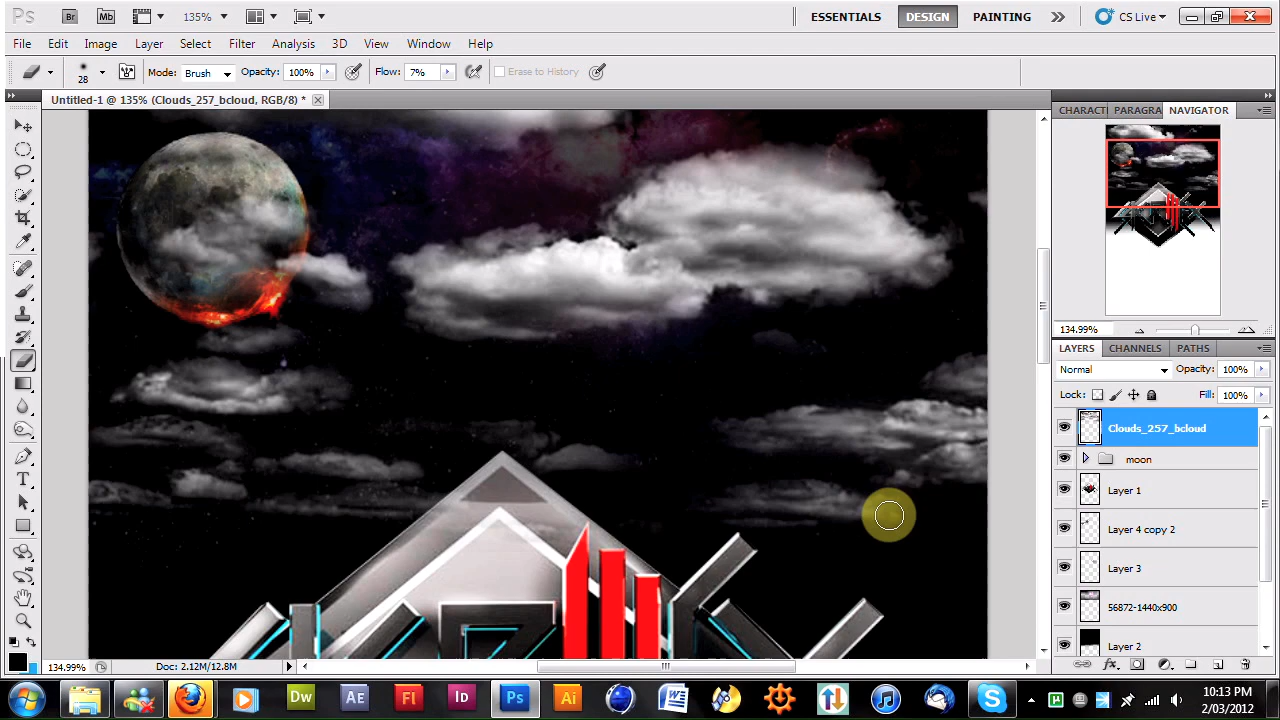 Ps Br Mb 135% ESSENTIALS DESIGN PAINTING CS Live
File Edit Image Layer Select Filter Analysis 3D View Window Help
28 Mode: Brush Opacity: 100% Flow: 7% Erase to History
Untitled-1 @ 135% (Clouds_257_bcloud, RGB/8) *
CHARACT PARAGRA NAVIGATOR
134.99%
LAYERS CHANNELS PATHS
Normal Opacity: 100%
Lock: Fill: 100%
Clouds_257_bcloud
moon
Layer 1
Layer 4 copy 2
Layer 3
56872-1440x900
Layer 2
T
134.99% Doc: 2.12M/12.8M
fx
Dw AE Fl Id Ps Ai W S
10:13 PM
2/03/2012